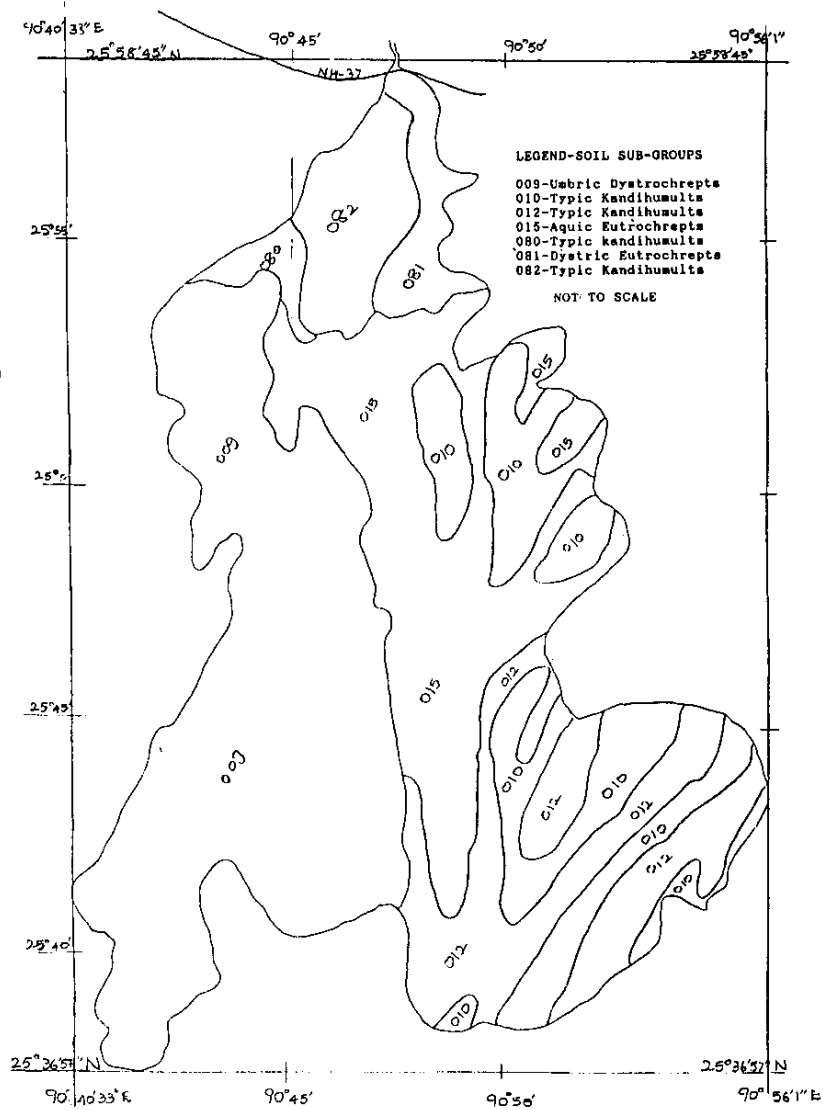 90°40'33" E
90°45'
90°50'
90°56'1"
25°58'45" N
25°58'45"
NH-37
LEGEND-SOIL SUB-GROUPS
009-Umbric Dystrochrepts
010-Typic Kandihumults
012-Typic Kandihumults
015-Aquic Eutrochrepts
080-Typic kandihumults
081-Dystric Eutrochrepts
082-Typic Kandihumults
NOT TO SCALE
082
25°55'
080
081
015
015
009
010
010
015
010
012
015
25°45'
009
010
012
010
012
010
012
010
25°40'
012
010
25°36'57" N
25°36'57" N
90°40'33" E
90°45'
90°50'
90°56'1" E